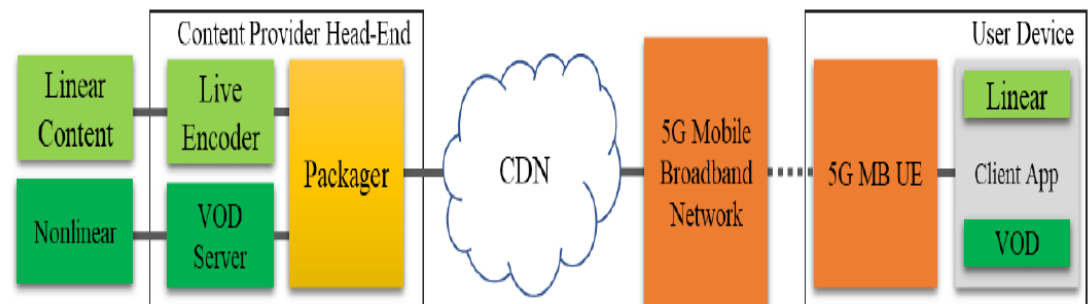 Content Provider Head-End
User Device
Linear
Content
Live
Encoder
Packager
Nonlinear
VOD
Server
CDN
5G Mobile
Broadband
Network
5G MB UE
Linear
Client App
VOD